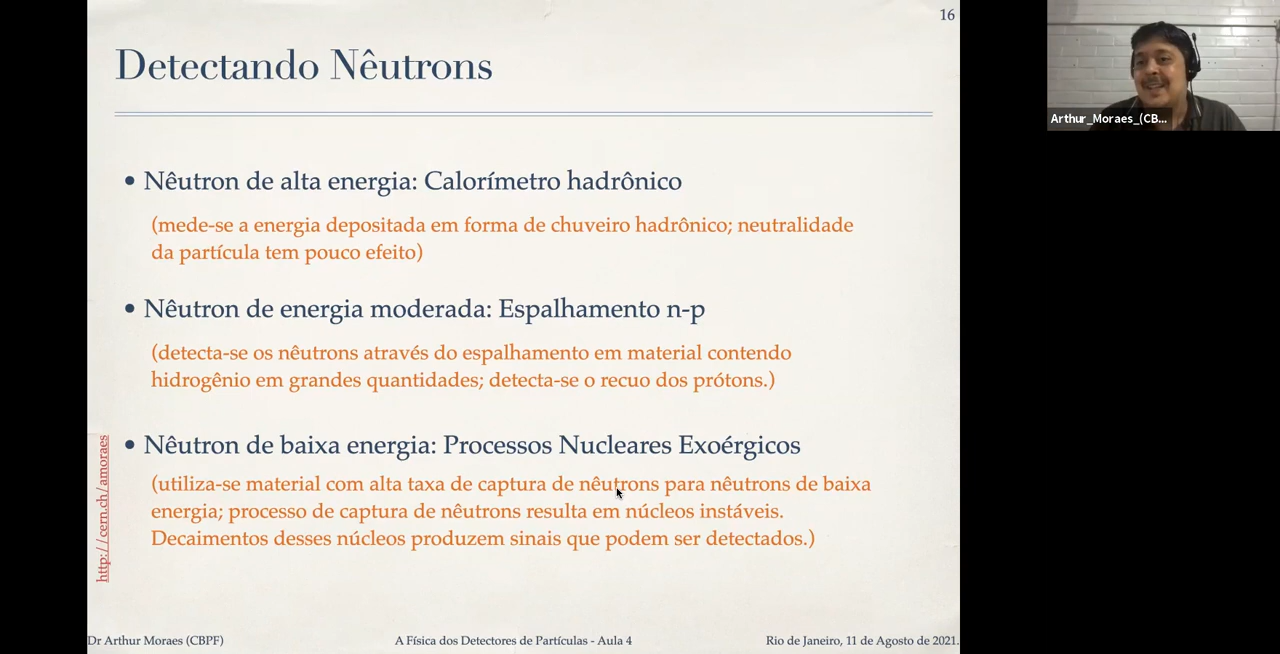 16
Detectando Nêutrons
• Nêutron de alta energia: Calorímetro hadrônico
(mede-se a energia depositada em forma de chuveiro hadrônico; neutralidade
da partícula tem pouco efeito)
• Nêutron de energia moderada: Espalhamento n-p
(detecta-se os nêutrons através do espalhamento em material contendo
hidrogênio em grandes quantidades; detecta-se o recuo dos prótons.)
• Nêutron de baixa energia: Processos Nucleares Exoérgicos
(utiliza-se material com alta taxa de captura de nêutrons para nêutrons de baixa
energia; processo de captura de nêutrons resulta em núcleos instáveis.
Decaimentos desses núcleos produzem sinais que podem ser detectados.)
http://cern.ch/amoraes
Dr Arthur Moraes (CBPF)
A Física dos Detectores de Partículas - Aula 4
Rio de Janeiro, 11 de Agosto de 2021.
Arthur_Moraes_(CB...